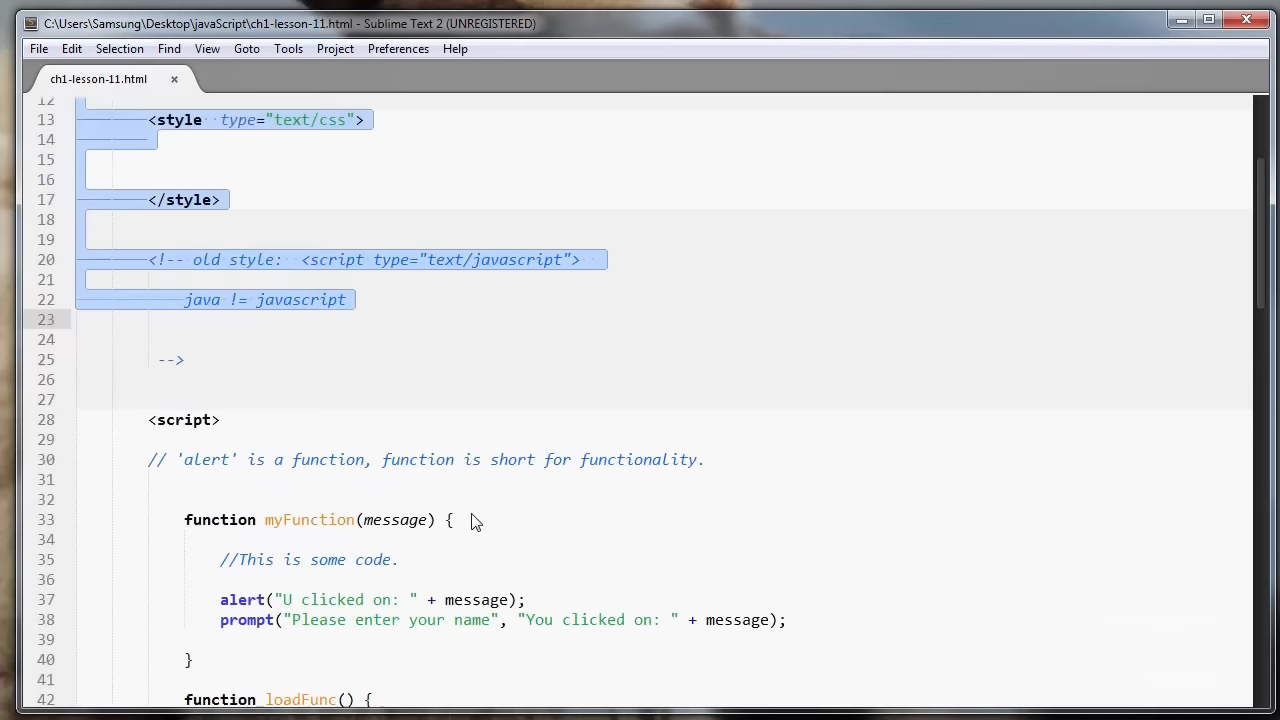 C:\Users\Samsung\Desktop\javaScript\ch1-lesson-11.html - Sublime Text 2 (UNREGISTERED)
File Edit Selection Find View Goto Tools Project Preferences Help
ch1-lesson-11.html ×
12
13 <style type="text/css">
14
15
16
17 </style>
18
19
20 <!-- old style: <script type="text/javascript">
21
22 java != javascript
23
24
25 -->
26
27
28 <script>
29
30 // 'alert' is a function, function is short for functionality.
31
32
33 function myFunction(message) {
34
35 //This is some code.
36
37 alert("U clicked on: " + message);
38 prompt("Please enter your name", "You clicked on: " + message);
39
40 }
41
42 function loadFunc() {